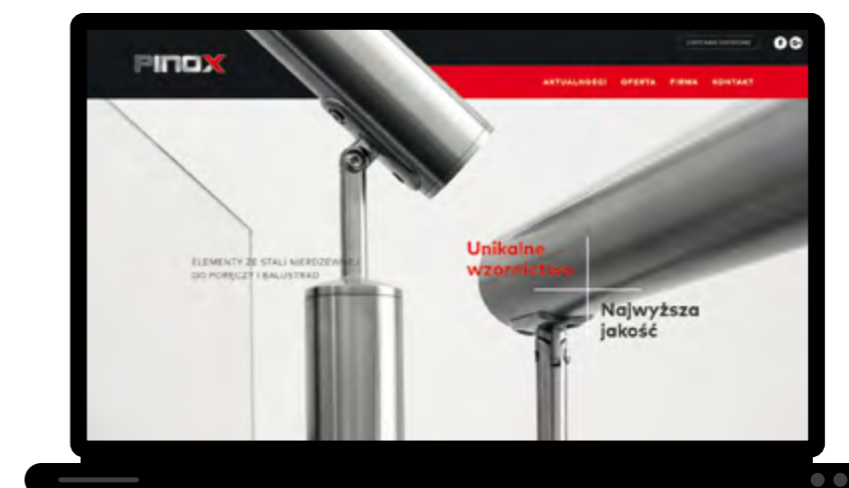 PINOX
AKTUALNOŚCI OFERTA FIRMA KONTAKT
ELEMENTY ZE STALI NIERDZEWNEJ
DO PORĘCZY I BALUSTRAD
Unikalne
wzornictwo
Najwyższa
jakość